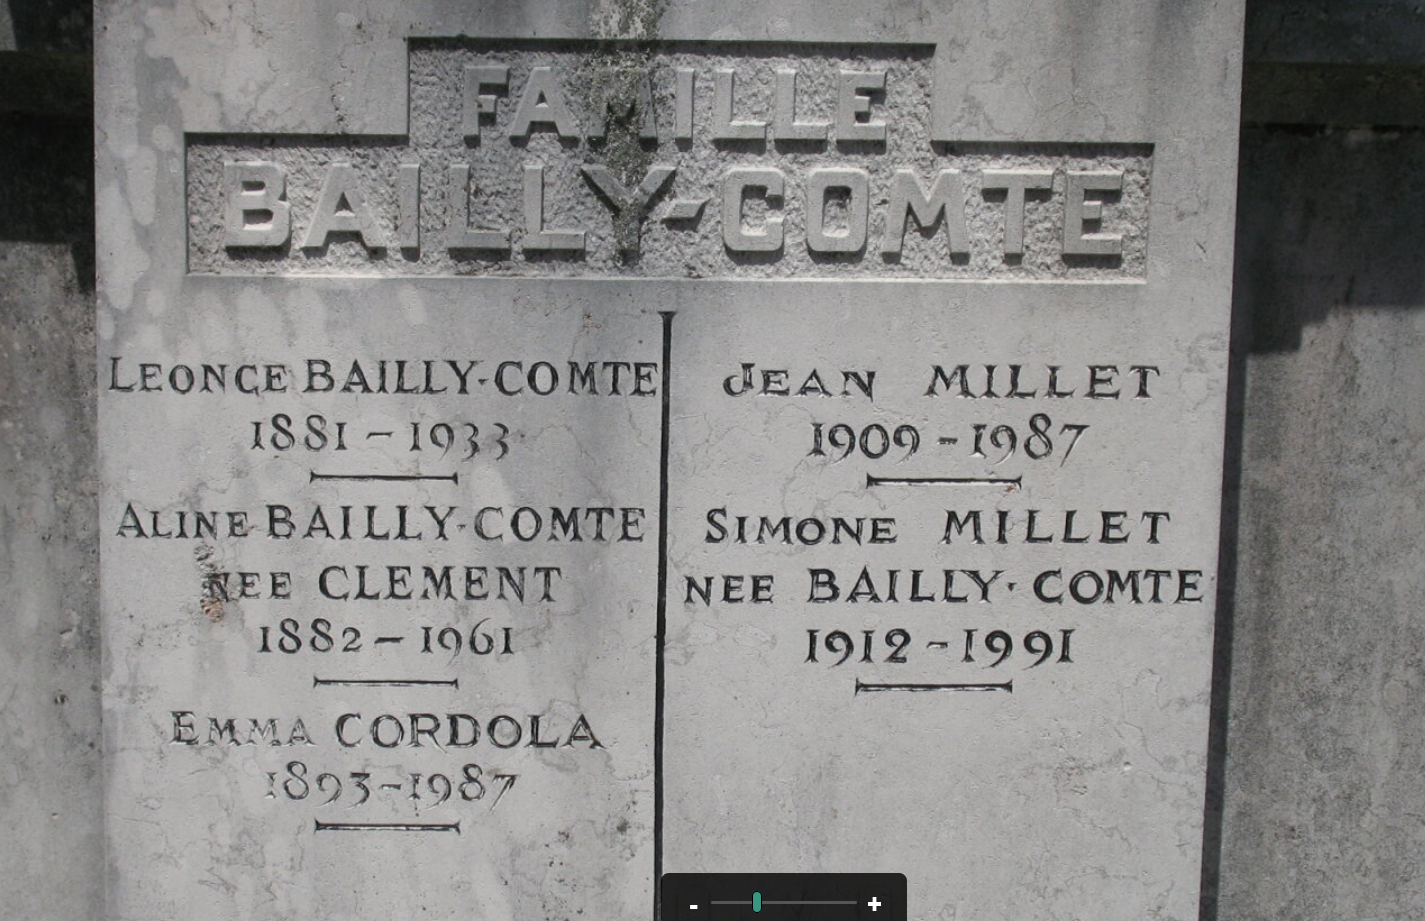 FAMILLE
BAILLY-COMTE
LEONCE BAILLY-COMTE
1881 - 1933
ALINE BAILLY-COMTE
NEE CLEMENT
1882 - 1961
EMMA CORDOLA
1893-1987
JEAN MILLET
1909 - 1987
SIMONE MILLET
NEE BAILLY-COMTE
1912-1991
- +